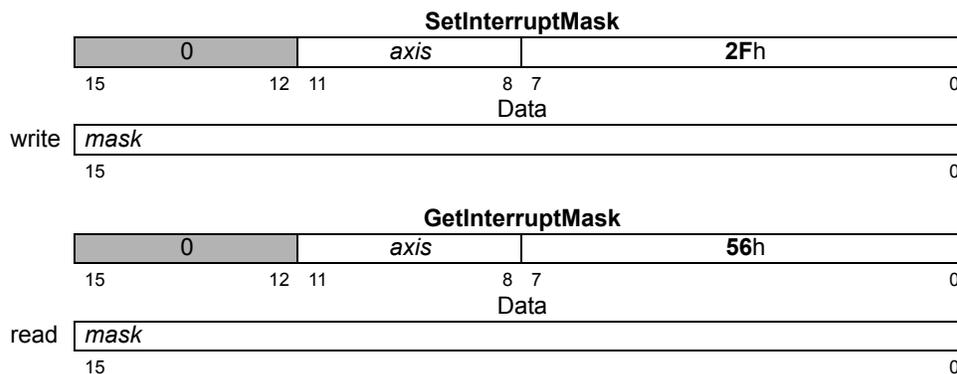 SetInterruptMask
0 axis 2Fh
15 12 11 8 7 0
Data
write mask
15 0
GetInterruptMask
0 axis 56h
15 12 11 8 7 0
Data
read mask
15 0